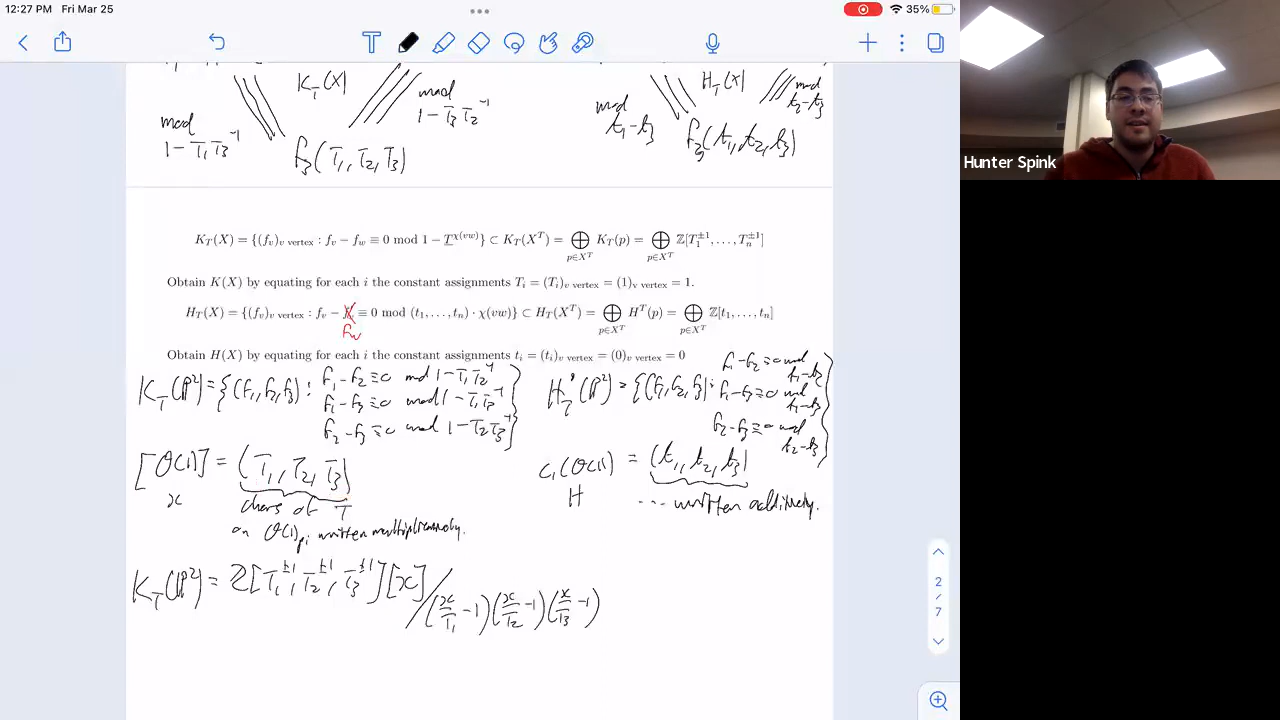 12:27 PM Fri Mar 25
35%
K_T(X)
mod
1 - T_1 T_3^{-1}
mod
1 - T_3 T_2^{-1}
f_3(T_1, T_2, T_3)
H_T(X)
mod
t_1 - t_3
mod
t_2 - t_3
f_3(t_1, t_2, t_3)
K_T(X) = {(f_v)_{v vertex} : f_v − f_w ≡ 0 mod 1 − T^{χ(vw)}} ⊂ K_T(X^T) = ⊕_{p∈X^T} K_T(p) = ⊕_{p∈X^T} ℤ[T_1^{±1}, . . . , T_n^{±1}]
Obtain K(X) by equating for each i the constant assignments T_i = (T_i)_{v vertex} = (1)_{v vertex} = 1.
H_T(X) = {(f_v)_{v vertex} : f_v − f_w ≡ 0 mod (t_1, . . . , t_n) · χ(vw)} ⊂ H_T(X^T) = ⊕_{p∈X^T} H^T(p) = ⊕_{p∈X^T} ℤ[t_1, . . . , t_n]
Obtain H(X) by equating for each i the constant assignments t_i = (t_i)_{v vertex} = (0)_{v vertex} = 0
K_T(ℙ^2) = {(f_1, f_2, f_3) : f_1 - f_2 ≡ 0 mod 1 - T_1 T_2^{-1}
f_1 - f_3 ≡ 0 mod 1 - T_1 T_3^{-1}
f_2 - f_3 ≡ 0 mod 1 - T_2 T_3^{-1} }
H_T^•(ℙ^2) = {(f_1, f_2, f_3) : f_1 - f_2 ≡ 0 mod t_1 - t_2
f_1 - f_3 ≡ 0 mod t_1 - t_3
f_2 - f_3 ≡ 0 mod t_2 - t_3 }
[O(1)] = (T_1, T_2, T_3)
x
chars of T
on O(1)_{p_i} written multiplicatively.
c_1(O(1)) = (t_1, t_2, t_3)
H
... written additively.
K_T(ℙ^2) = ℤ[T_1^{±1}, T_2^{±1}, T_3^{±1}][x] / (x/T_1 - 1)(x/T_2 - 1)(x/T_3 - 1)
2
/
7
Hunter Spink